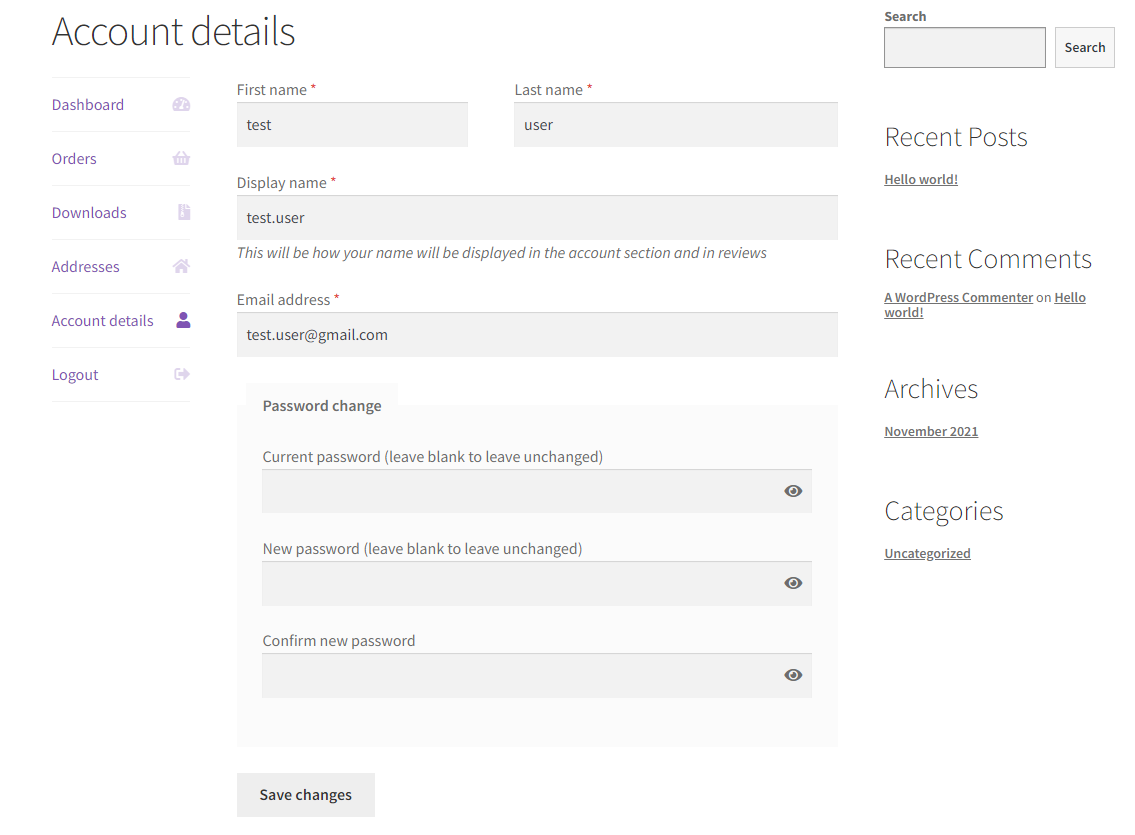 Account details
Dashboard
Orders
Downloads
Addresses
Account details
Logout
First name *
Last name *
test
user
Display name *
test.user
This will be how your name will be displayed in the account section and in reviews
Email address *
test.user@gmail.com
Password change
Current password (leave blank to leave unchanged)
New password (leave blank to leave unchanged)
Confirm new password
Save changes
Search
Search
Recent Posts
Hello world!
Recent Comments
A WordPress Commenter on Hello
world!
Archives
November 2021
Categories
Uncategorized